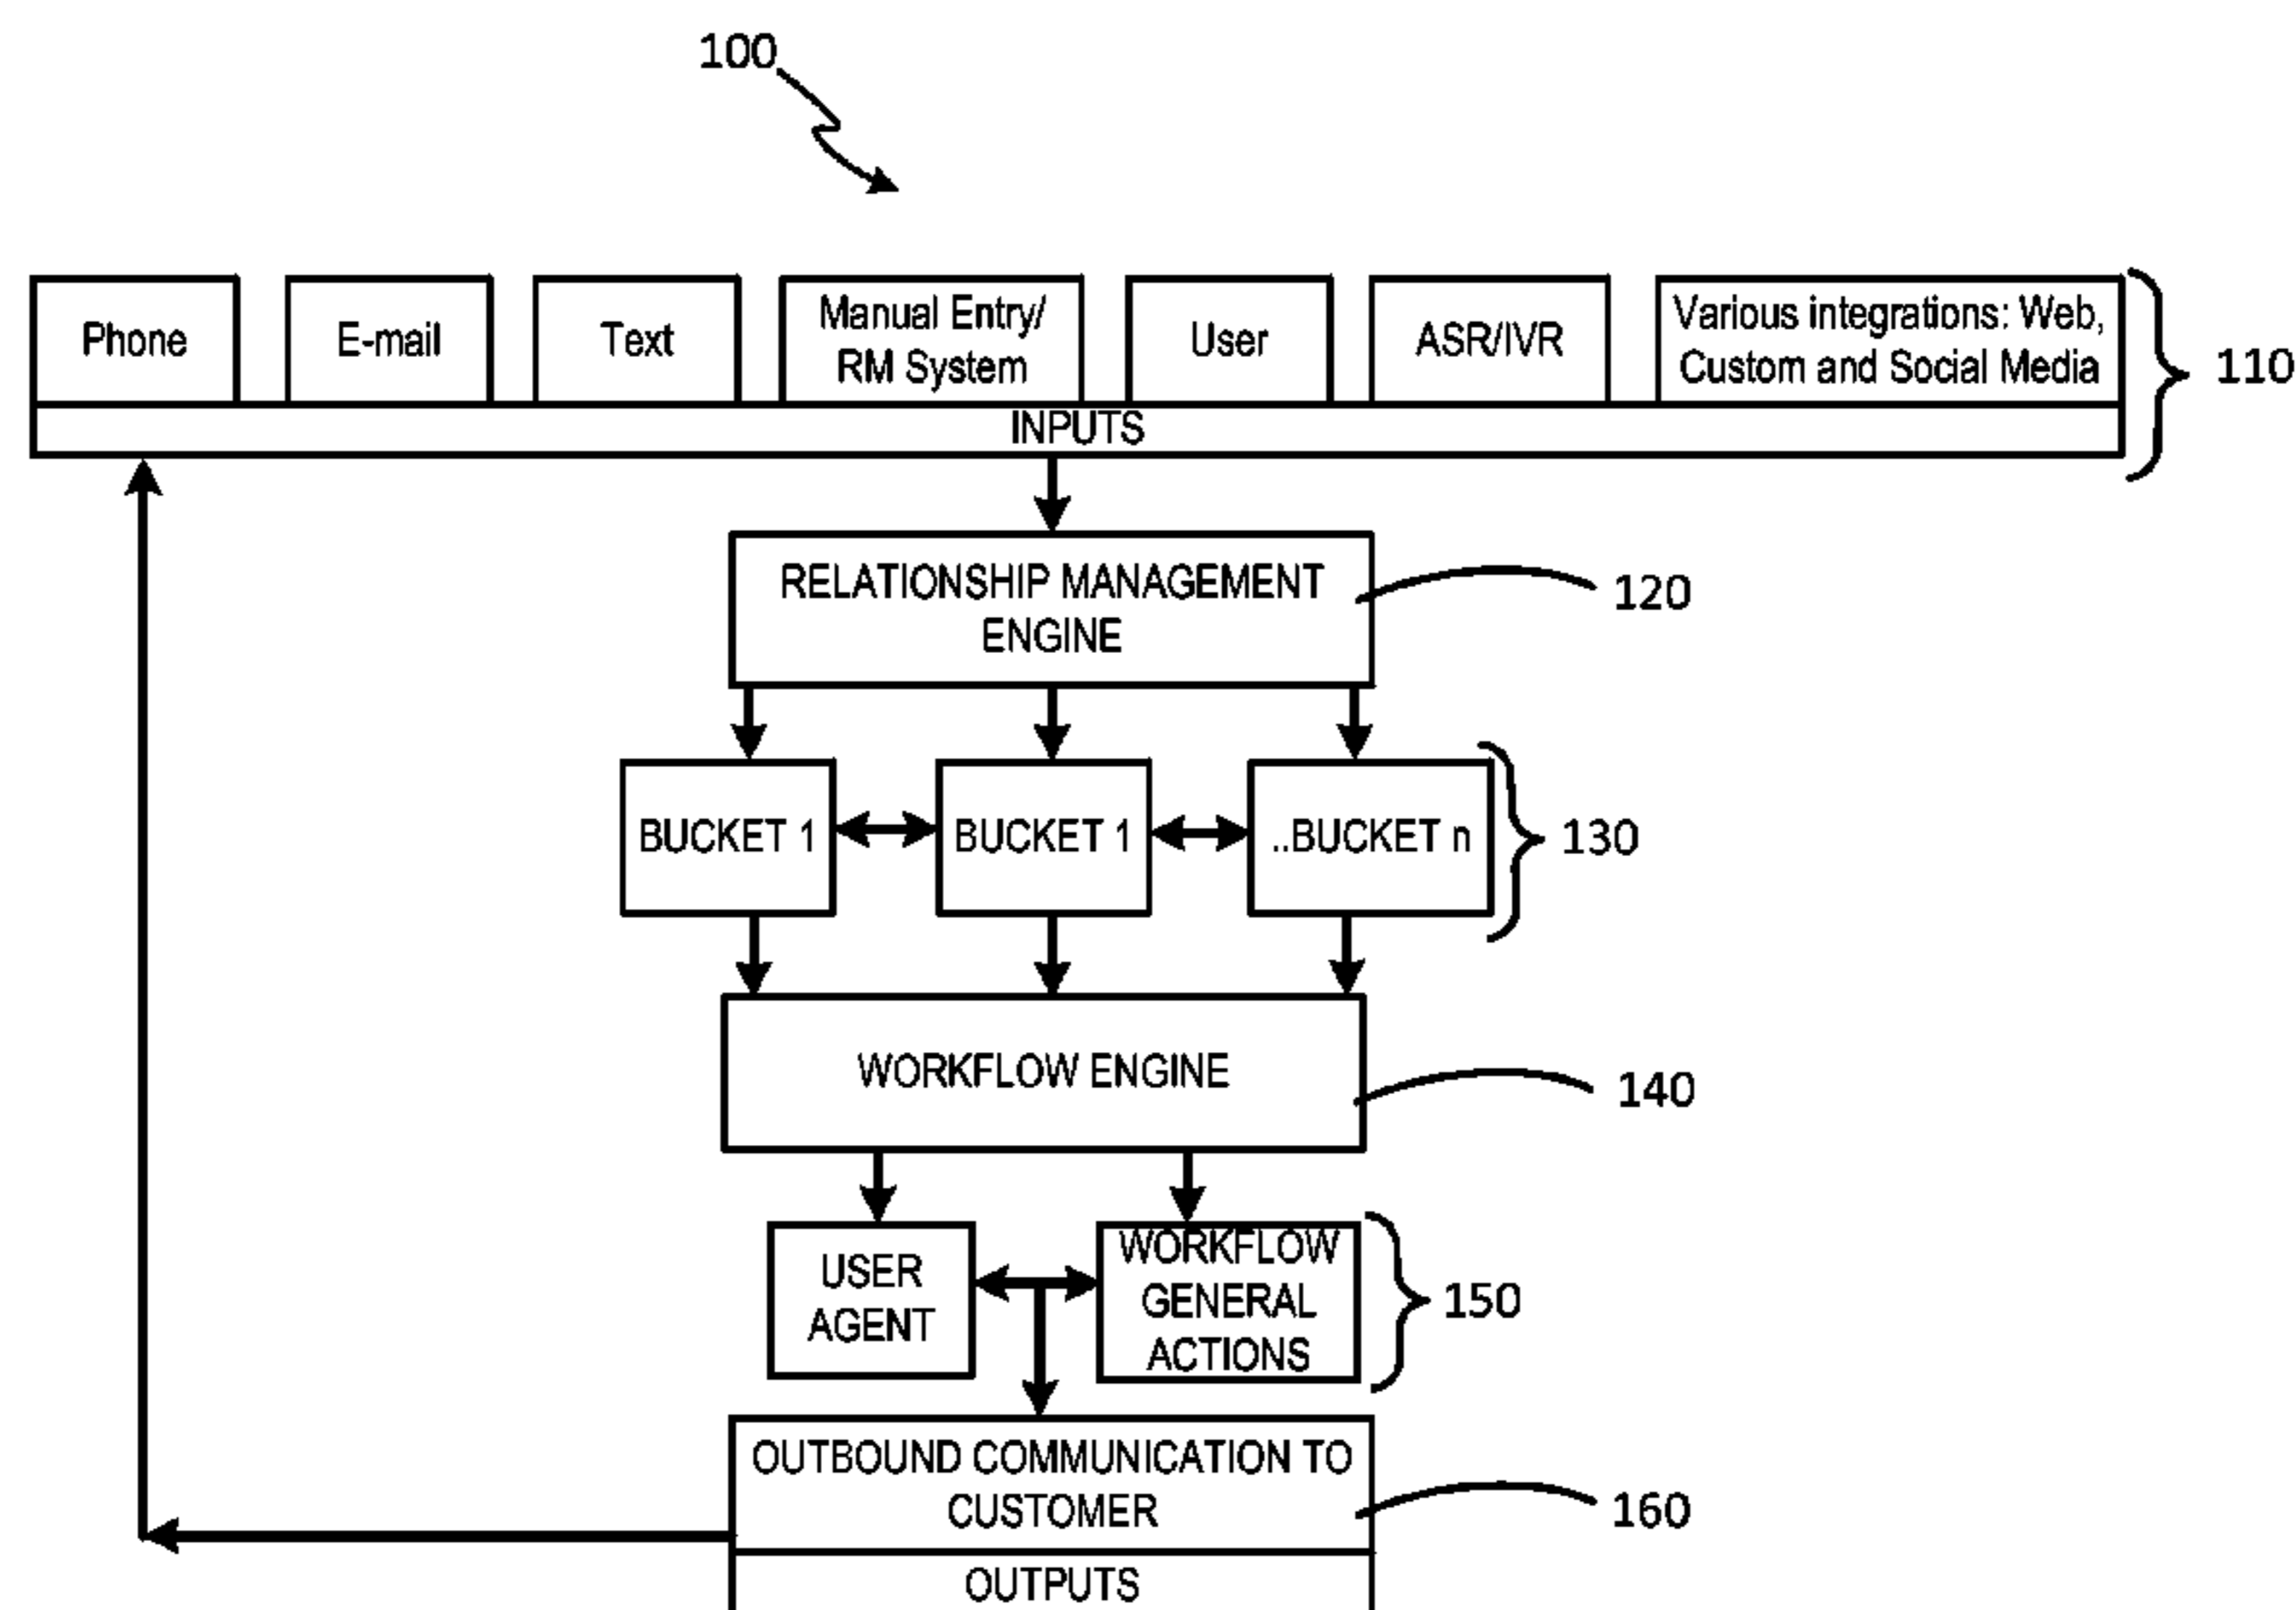 100
Phone
E-mail
Text
Manual Entry/
RM System
User
ASR/IVR
Various integrations: Web,
Custom and Social Media
110
INPUTS
RELATIONSHIP MANAGEMENT
ENGINE
120
BUCKET 1
BUCKET 1
..BUCKET n
130
WORKFLOW ENGINE
140
USER
AGENT
WORKFLOW
GENERAL
ACTIONS
150
OUTBOUND COMMUNICATION TO
CUSTOMER
160
OUTPUTS